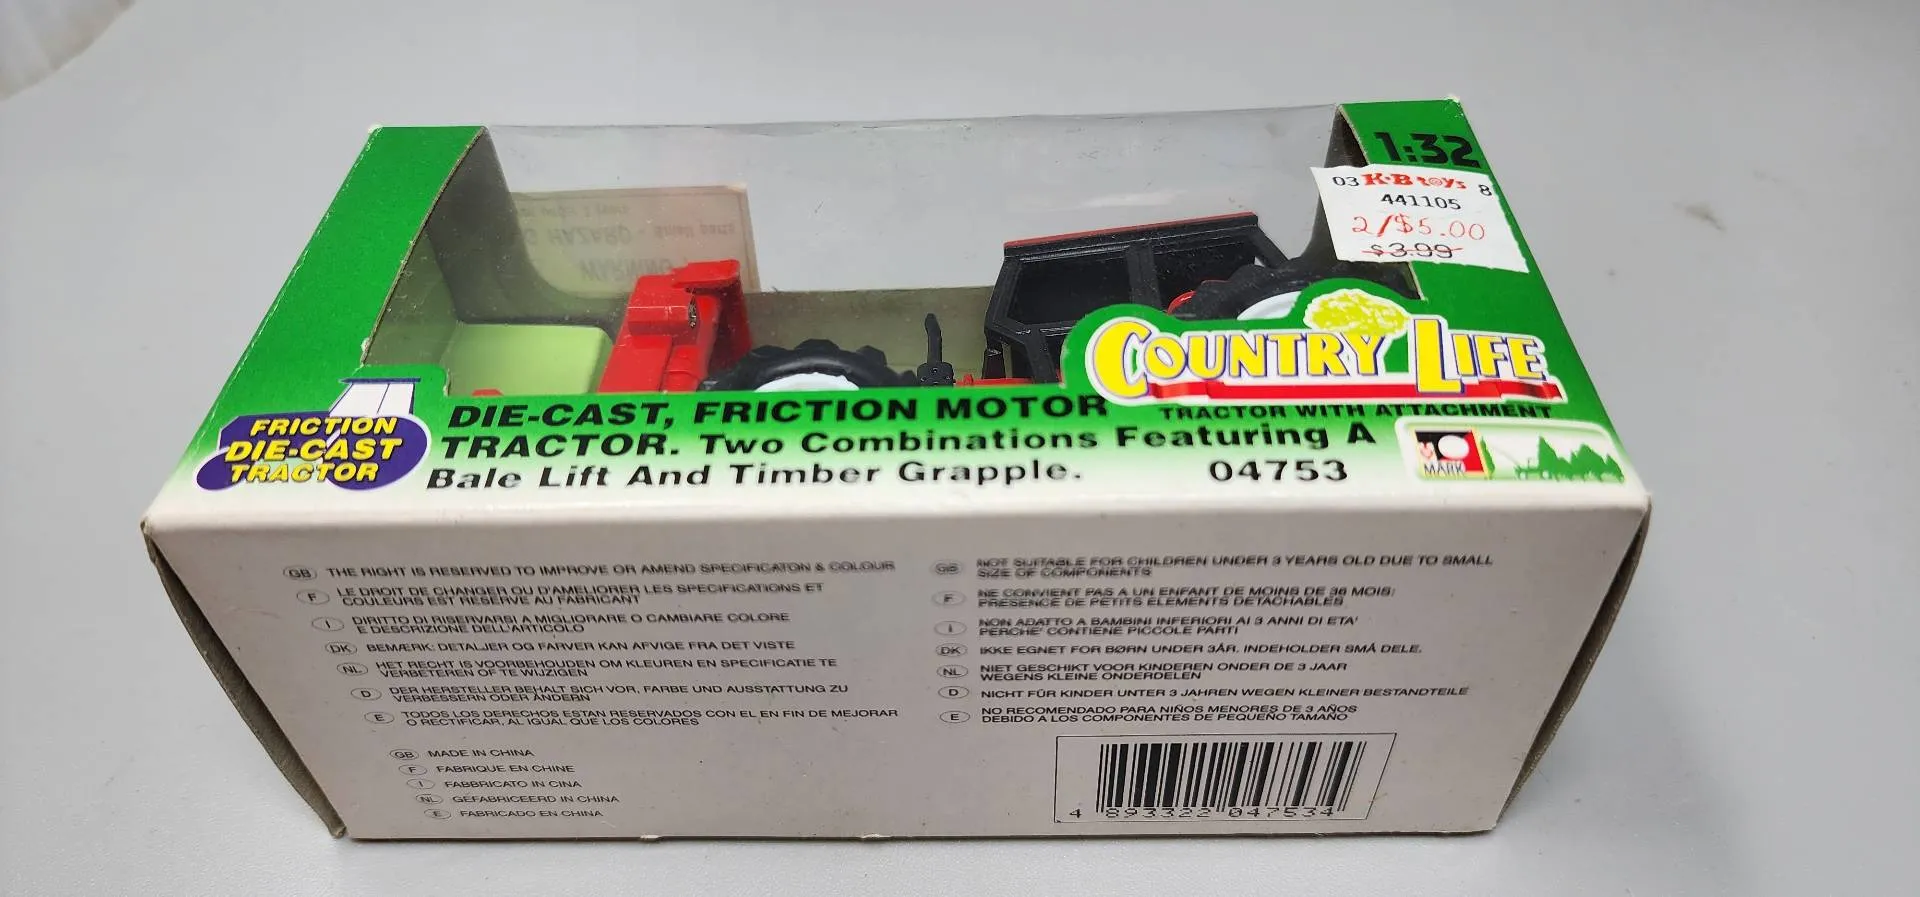 1:32
03 K·B toys 8
441105
2/$5.00
$3.99
WARNING
HAZARD - Small parts
COUNTRY LIFE
TRACTOR WITH ATTACHMENT
FRICTION
DIE-CAST
TRACTOR
DIE-CAST, FRICTION MOTOR
TRACTOR. Two Combinations Featuring A
Bale Lift And Timber Grapple.
04753
MARK
GB THE RIGHT IS RESERVED TO IMPROVE OR AMEND SPECIFICATON & COLOUR
F LE DROIT DE CHANGER OU D'AMELIORER LES SPECIFICATIONS ET
COULEURS EST RESERVE AU FABRICANT
I DIRITTO DI RISERVARSI A MIGLIORARE O CAMBIARE COLORE
E DESCRIZIONE DELL'ARTICOLO
DK BEMÆRK: DETALJER OG FARVER KAN AFVIGE FRA DET VISTE
NL HET RECHT IS VOORBEHOUDEN OM KLEUREN EN SPECIFICATIE TE
VERBETEREN OF TE WIJZIGEN
D DER HERSTELLER BEHALT SICH VOR, FARBE UND AUSSTATTUNG ZU
VERBESSERN ODER ÄNDERN
E TODOS LOS DERECHOS ESTAN RESERVADOS CON EL EN FIN DE MEJORAR
O RECTIFICAR, AL IGUAL QUE LOS COLORES
GB MADE IN CHINA
F FABRIQUE EN CHINE
I FABBRICATO IN CINA
NL GEFABRICEERD IN CHINA
E FABRICADO EN CHINA
GB NOT SUITABLE FOR CHILDREN UNDER 3 YEARS OLD DUE TO SMALL
SIZE OF COMPONENTS
F NE CONVIENT PAS A UN ENFANT DE MOINS DE 36 MOIS:
PRESENCE DE PETITS ELEMENTS DETACHABLES
I NON ADATTO A BAMBINI INFERIORI AI 3 ANNI DI ETA'
PERCHE' CONTIENE PICCOLE PARTI
DK IKKE EGNET FOR BØRN UNDER 3ÅR. INDEHOLDER SMÅ DELE.
NL NIET GESCHIKT VOOR KINDEREN ONDER DE 3 JAAR
WEGENS KLEINE ONDERDELEN
D NICHT FÜR KINDER UNTER 3 JAHREN WEGEN KLEINER BESTANDTEILE
E NO RECOMENDADO PARA NIÑOS MENORES DE 3 AÑOS
DEBIDO A LOS COMPONENTES DE PEQUEÑO TAMAÑO
4 893322 047534